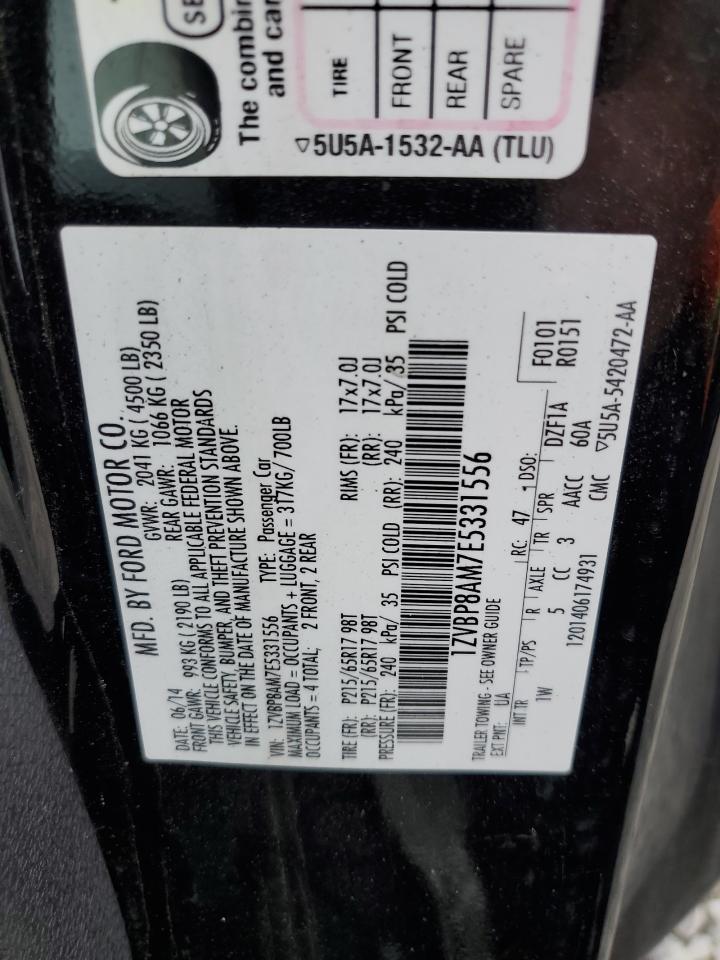 SE
The combin
and car
TIRE
FRONT
REAR
SPARE
▽5U5A-1532-AA (TLU)
MFD. BY FORD MOTOR CO.
DATE: 06/14 GVWR: 2041 KG ( 4500 LB)
FRONT GAWR: 993 KG ( 2190 LB) REAR GAWR: 1066 KG ( 2350 LB)
THIS VEHICLE CONFORMS TO ALL APPLICABLE FEDERAL MOTOR
VEHICLE SAFETY, BUMPER, AND THEFT PREVENTION STANDARDS
IN EFFECT ON THE DATE OF MANUFACTURE SHOWN ABOVE.
VIN: 1ZVBP8AM7E5331556 TYPE: Passenger Car
MAXIMUM LOAD = OCCUPANTS + LUGGAGE = 317KG/ 700LB
OCCUPANTS = 4 TOTAL; 2 FRONT, 2 REAR
TIRE (FR): P215/65R17 98T RIMS (FR): 17x7.0J
(RR): P215/65R17 98T (RR): 17x7.0J
PRESSURE (FR): 240 kPa/ 35 PSI COLD (RR): 240 kPa/ 35 PSI COLD
1ZVBP8AM7E5331556
TRAILER TOWING - SEE OWNER GUIDE
EXT PNT: UA RC: 47 DSO: F0101
R0151
INT TR TP/PS R AXLE TR SPR DZF1A
1W 5 CC 3 AACC 60A
1201406174931 CMC ▽5U5A-5420472-AA